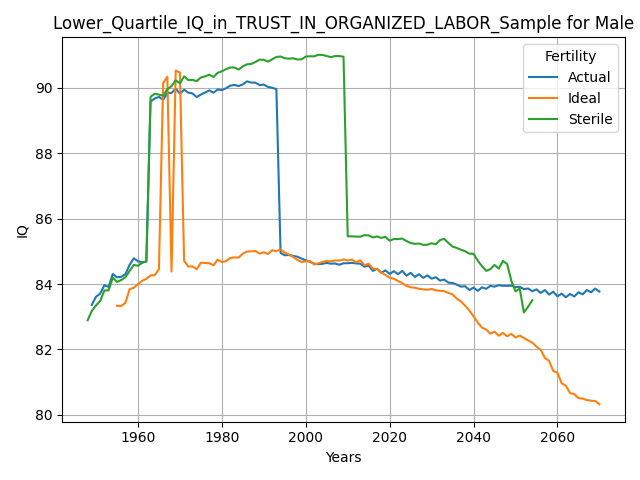 Lower_Quartile_IQ_in_TRUST_IN_ORGANIZED_LABOR_Sample for Male
Fertility
Actual
Ideal
Sterile
IQ
90
88
86
84
82
80
1960 1980 2000 2020 2040 2060
Years